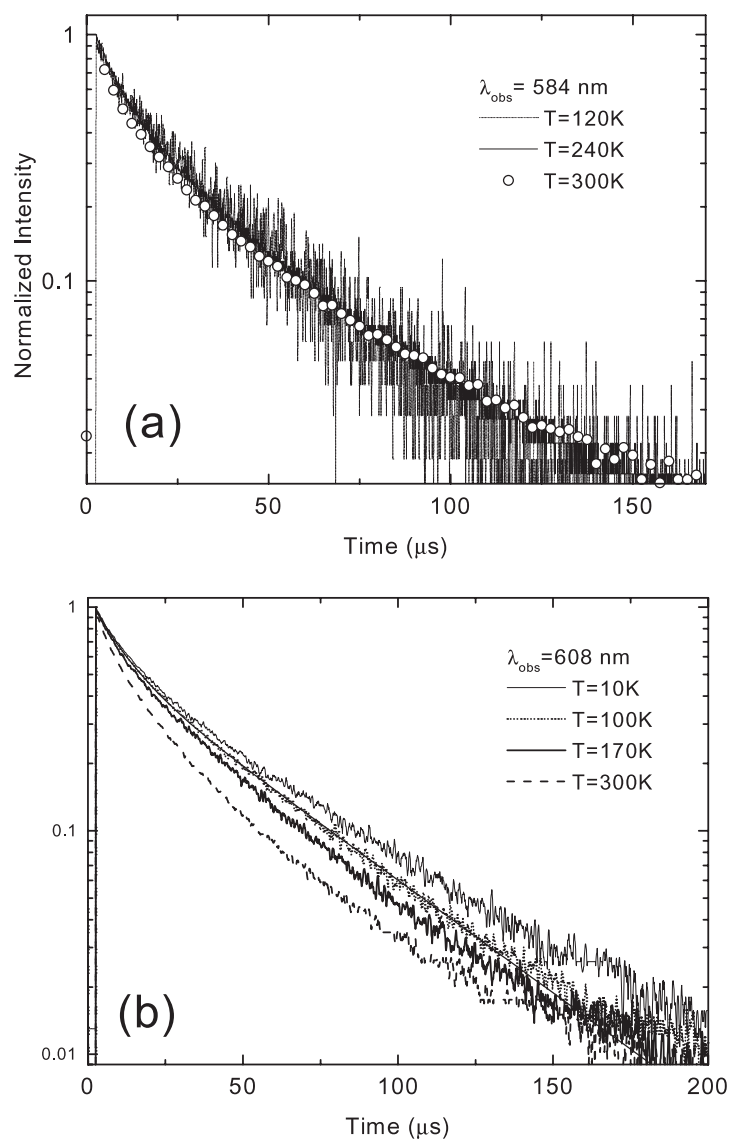 1
λobs= 584 nm
T=120K
T=240K
T=300K
Normalized Intensity
0.1
(a)
0 50 100 150
Time (μs)
1
λobs=608 nm
T=10K
T=100K
T=170K
T=300K
0.1
(b)
0.01
0 50 100 150 200
Time (μs)